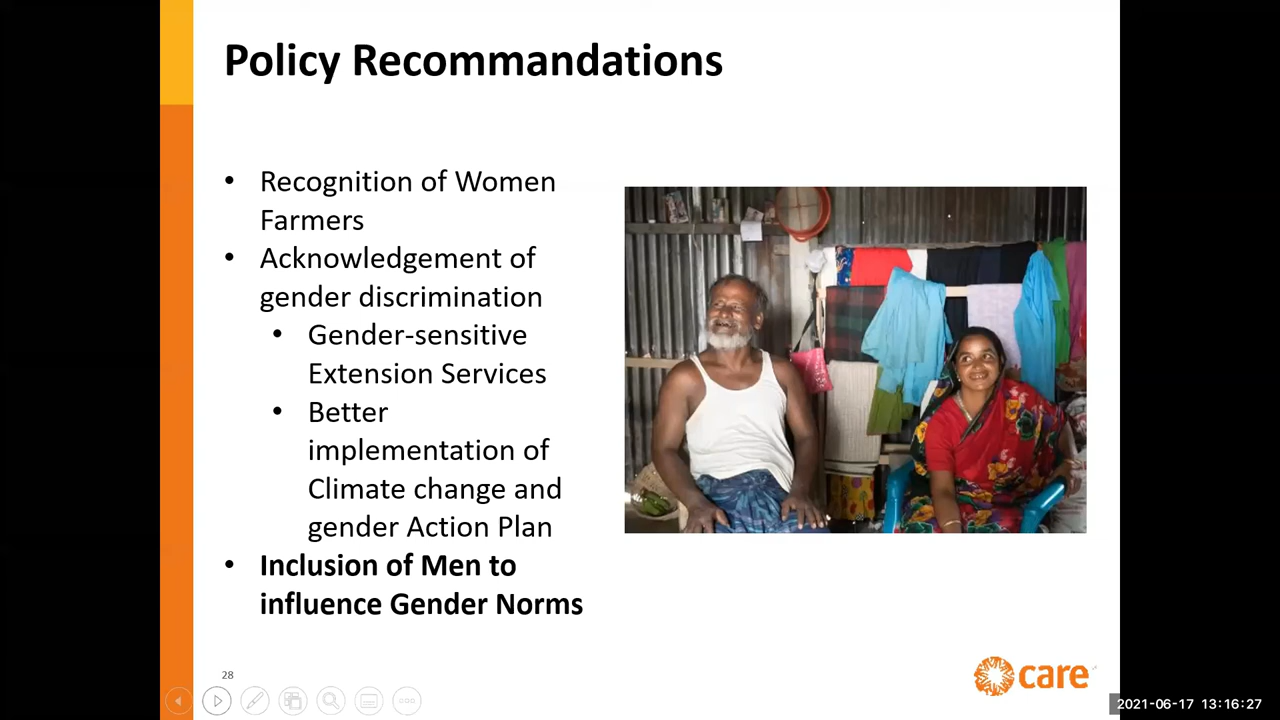 Policy Recommandations
• Recognition of Women
Farmers
• Acknowledgement of
gender discrimination
• Gender-sensitive
Extension Services
• Better
implementation of
Climate change and
gender Action Plan
• Inclusion of Men to
influence Gender Norms
28
care
2021-06-17 13:16:27